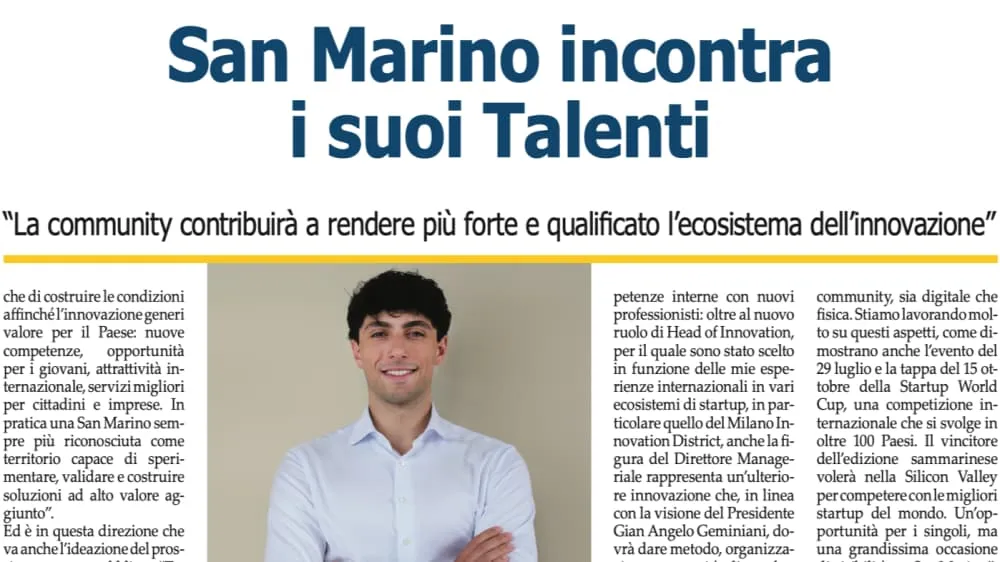 San Marino incontra
i suoi Talenti
“La community contribuirà a rendere più forte e qualificato l’ecosistema dell’innovazione”
che di costruire le condizioni
affinché l’innovazione generi
valore per il Paese: nuove
competenze, opportunità
per i giovani, attrattività in-
ternazionale, servizi migliori
per cittadini e imprese. In
pratica una San Marino sem-
pre più riconosciuta come
territorio capace di speri-
mentare, validare e costruire
soluzioni ad alto valore ag-
giunto”.
Ed è in questa direzione che
va anche l’ideazione del pros-
petenze interne con nuovi
professionisti: oltre al nuovo
ruolo di Head of Innovation,
per il quale sono stato scelto
in funzione delle mie espe-
rienze internazionali in vari
ecosistemi di startup, in par-
ticolare quello del Milano In-
novation District, anche la fi-
gura del Direttore Manage-
riale rappresenta un’ulterio-
re innovazione che, in linea
con la visione del Presidente
Gian Angelo Geminiani, do-
vrà dare metodo, organizza-
community, sia digitale che
fisica. Stiamo lavorando mol-
to su questi aspetti, come di-
mostrano anche l’evento del
29 luglio e la tappa del 15 ot-
tobre della Startup World
Cup, una competizione in-
ternazionale che si svolge in
oltre 100 Paesi. Il vincitore
dell’edizione sammarinese
volerà nella Silicon Valley
per competere con le migliori
startup del mondo. Un’op-
portunità per i singoli, ma
una grandissima occasione